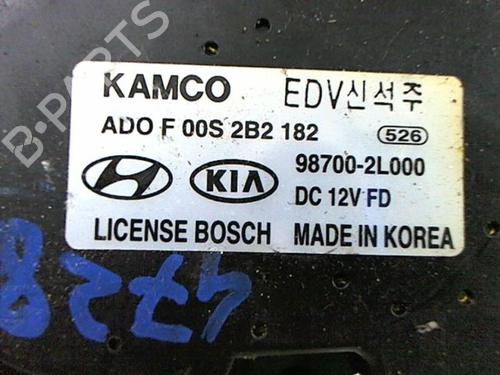 B-PARTS
KAMCO EDV신석주
ADO F 00S 2B2 182 526
KIA 98700-2L000
DC 12V FD
LICENSE BOSCH MADE IN KOREA
8274